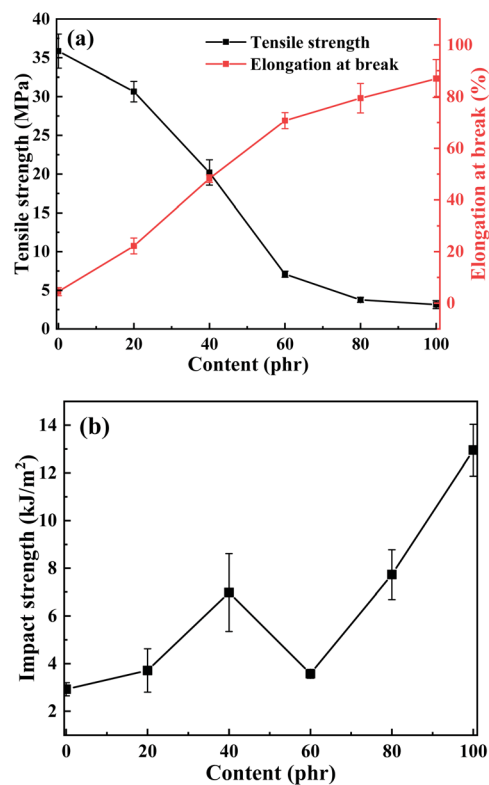 (a)
Tensile strength
Elongation at break
Tensile strength (MPa)
40
35
30
25
20
15
10
5
0
Elongation at break (%)
100
80
60
40
20
0
0 20 40 60 80 100
Content (phr)
(b)
Impact strength (kJ/m²)
14
12
10
8
6
4
2
0 20 40 60 80 100
Content (phr)